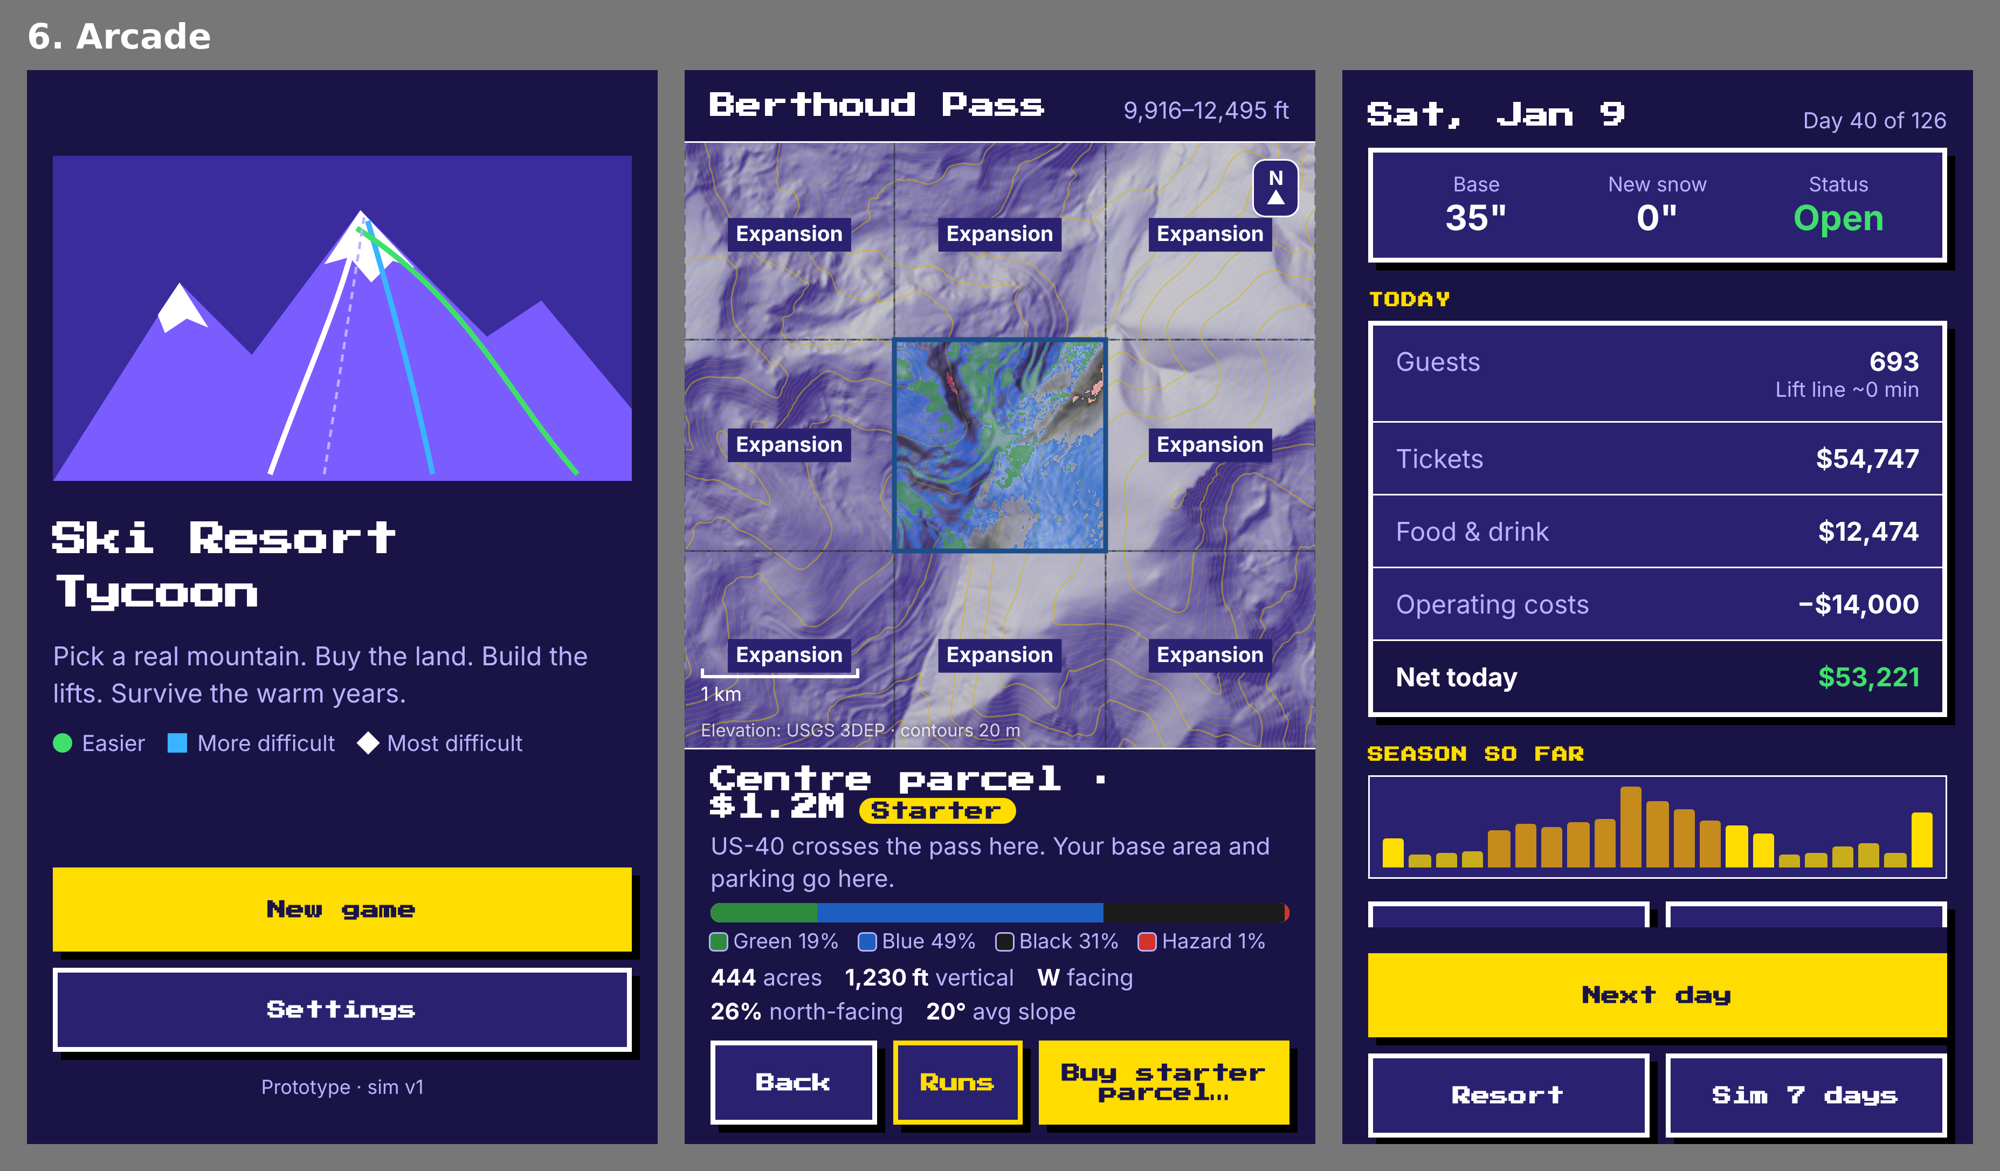 6. Arcade
Ski Resort
Tycoon
Pick a real mountain. Buy the land. Build the
lifts. Survive the warm years.
Easier More difficult Most difficult
New game
Settings
Prototype · sim v1
Berthoud Pass 9,916–12,495 ft
N
Expansion Expansion Expansion
Expansion Expansion
Expansion Expansion Expansion
1 km
Elevation: USGS 3DEP · contours 20 m
Centre parcel ·
$1.2M Starter
US-40 crosses the pass here. Your base area and
parking go here.
Green 19% Blue 49% Black 31% Hazard 1%
444 acres 1,230 ft vertical W facing
26% north-facing 20° avg slope
Back Runs Buy starter
parcel…
Sat, Jan 9 Day 40 of 126
Base New snow Status
35" 0" Open
TODAY
Guests 693
Lift line ~0 min
Tickets $54,747
Food & drink $12,474
Operating costs −$14,000
Net today $53,221
SEASON SO FAR
Next day
Resort Sim 7 days